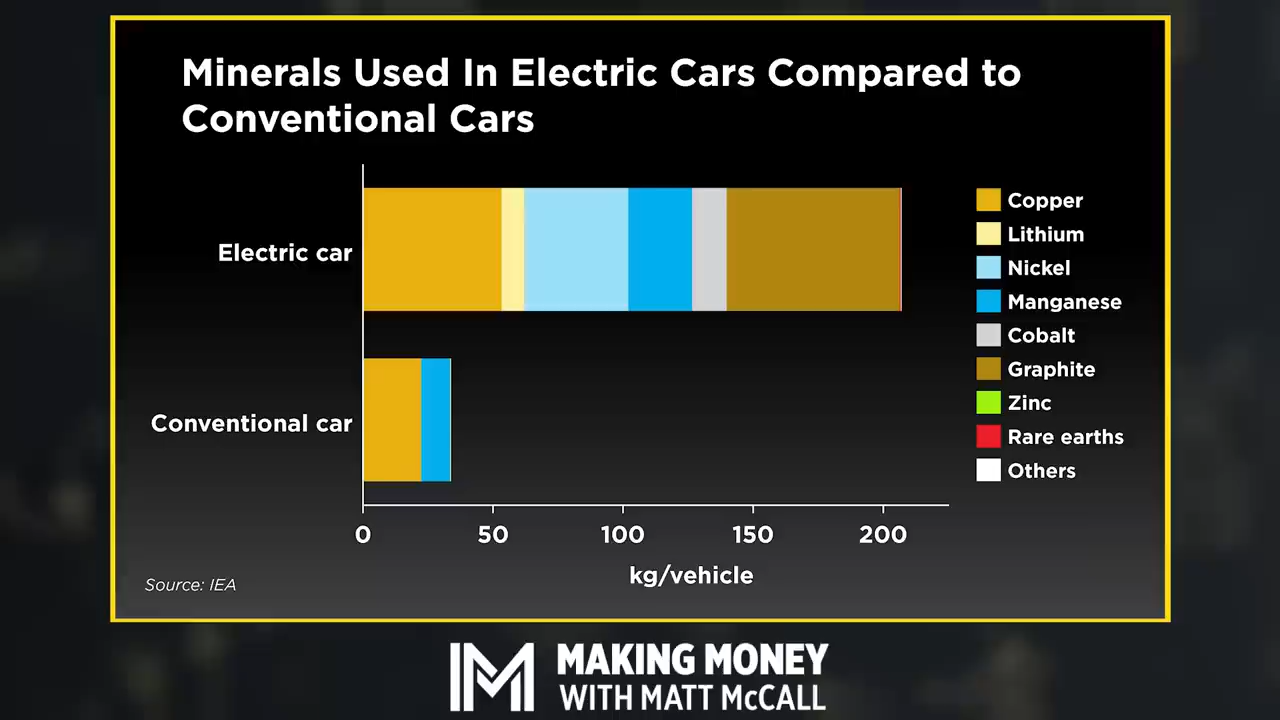 Minerals Used In Electric Cars Compared to
Conventional Cars
Electric car
Conventional car
Copper
Lithium
Nickel
Manganese
Cobalt
Graphite
Zinc
Rare earths
Others
0 50 100 150 200
kg/vehicle
Source: IEA
M MAKING MONEY
WITH MATT McCALL